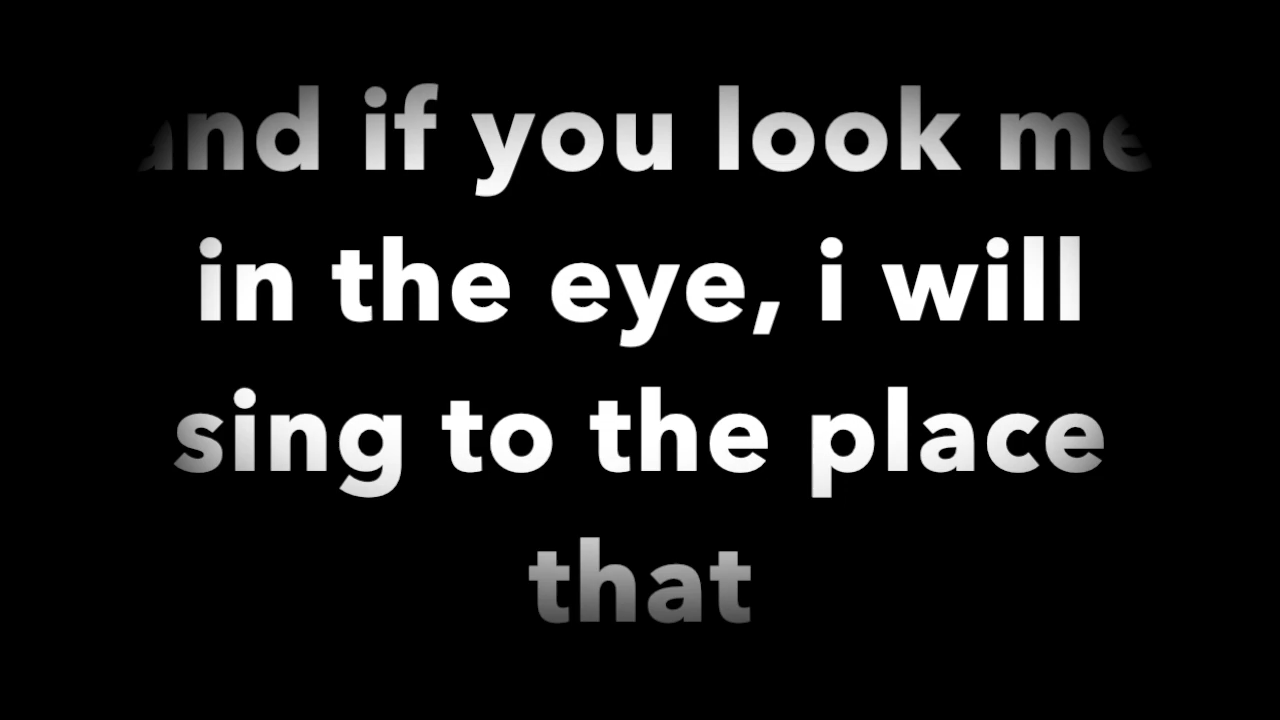 and if you look me
in the eye, i will
sing to the place
that